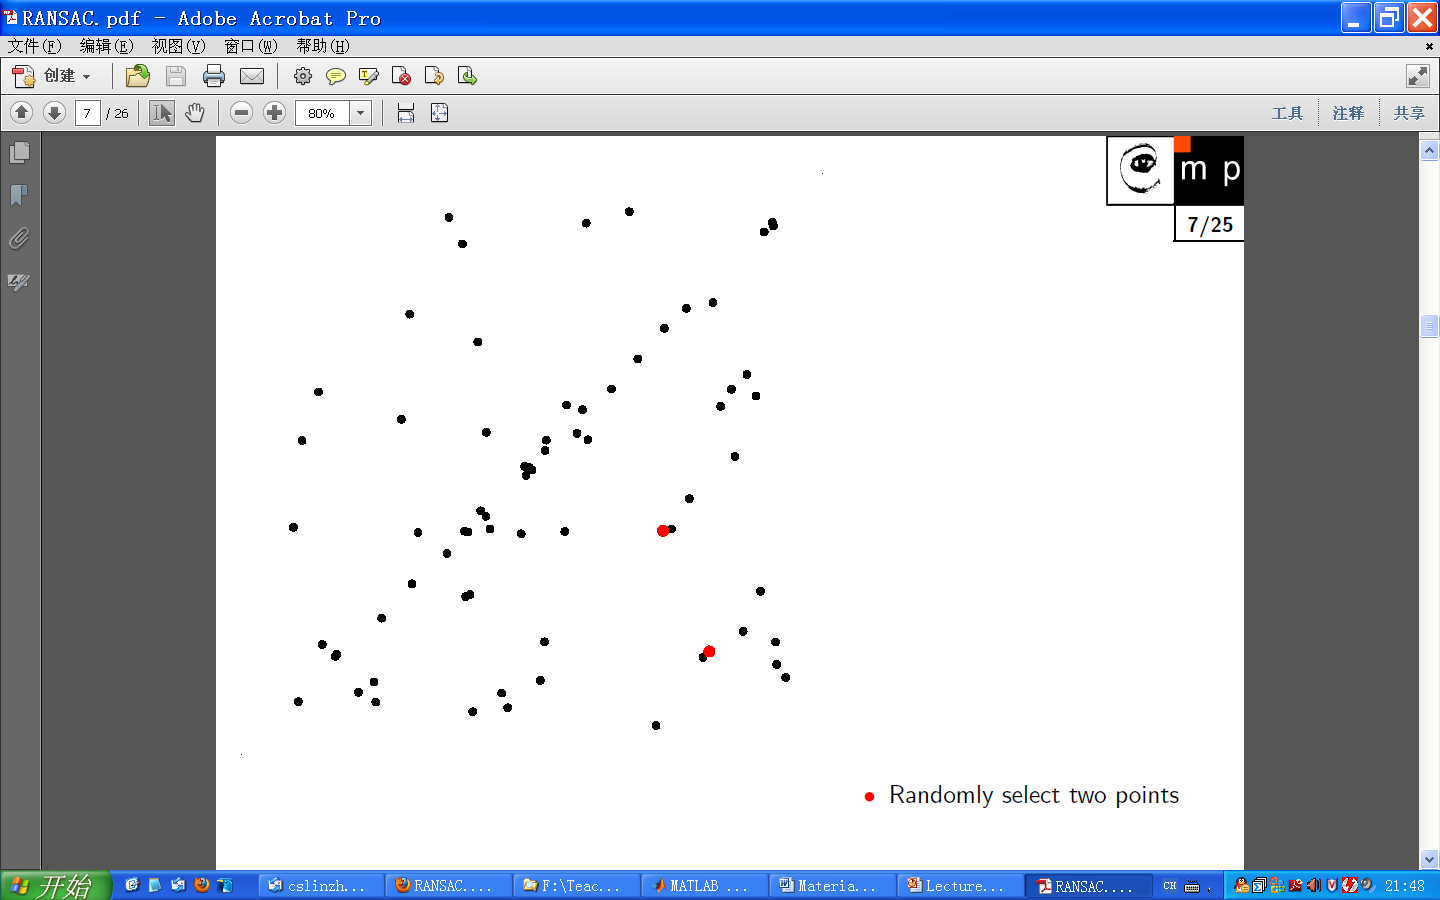 RANSAC.pdf - Adobe Acrobat Pro
文件(F) 编辑(E) 视图(V) 窗口(W) 帮助(H)
创建
7 / 26 80% 工具 注释 共享
m p
7/25
Randomly select two points
开始 cslinzh... RANSAC.... F:\Teac... MATLAB ... Materia... Lecture... RANSAC.... CH 21:48